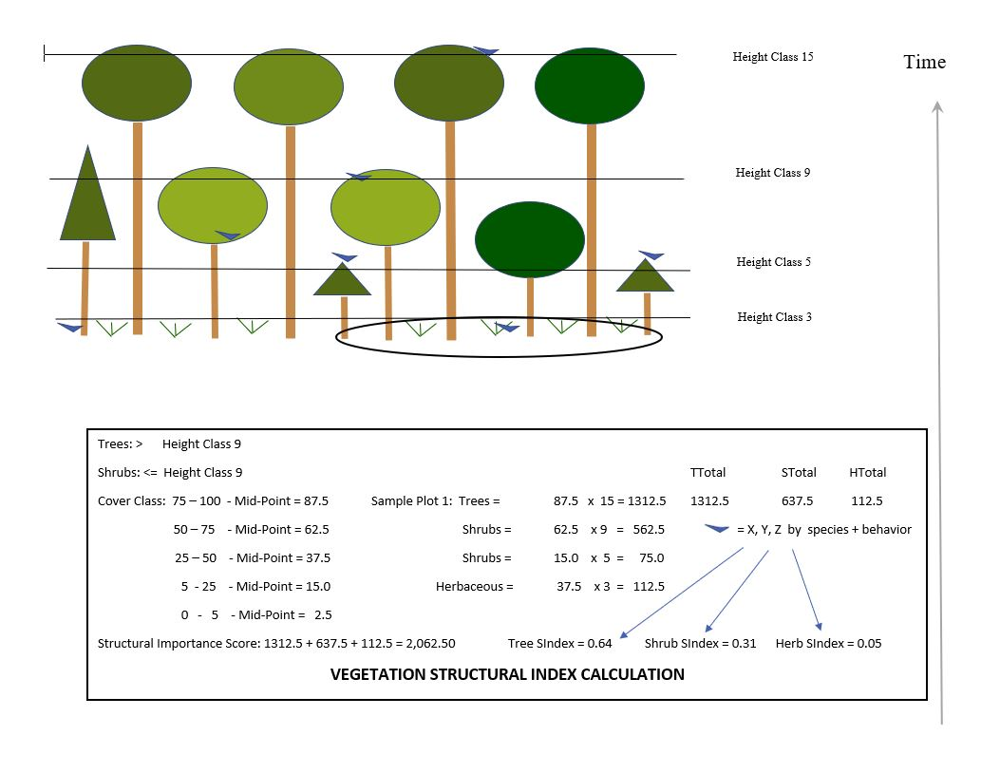 Height Class 15
Time
Height Class 9
Height Class 5
Height Class 3
Trees: > Height Class 9
Shrubs: <= Height Class 9 TTotal STotal HTotal
Cover Class: 75 – 100 - Mid-Point = 87.5 Sample Plot 1: Trees = 87.5 x 15 = 1312.5 1312.5 637.5 112.5
50 – 75 - Mid-Point = 62.5 Shrubs = 62.5 x 9 = 562.5 = X, Y, Z by species + behavior
25 – 50 - Mid-Point = 37.5 Shrubs = 15.0 x 5 = 75.0
5 - 25 - Mid-Point = 15.0 Herbaceous = 37.5 x 3 = 112.5
0 - 5 - Mid-Point = 2.5
Structural Importance Score: 1312.5 + 637.5 + 112.5 = 2,062.50 Tree SIndex = 0.64 Shrub SIndex = 0.31 Herb SIndex = 0.05
VEGETATION STRUCTURAL INDEX CALCULATION